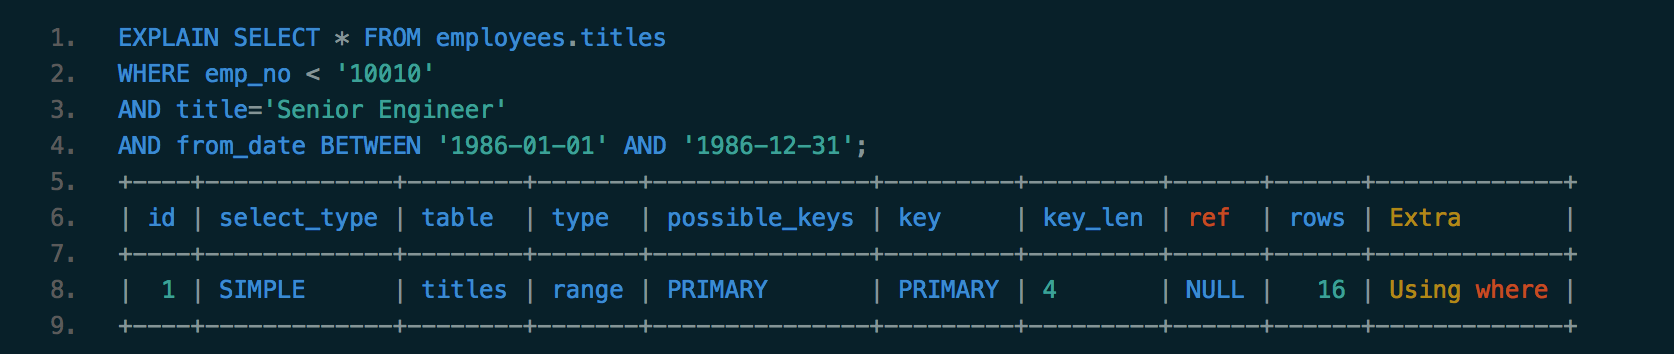 1. EXPLAIN SELECT * FROM employees.titles
2. WHERE emp_no < '10010'
3. AND title='Senior Engineer'
4. AND from_date BETWEEN '1986-01-01' AND '1986-12-31';
5. +----+-------------+--------+-------+---------------+---------+---------+------+------+-------------+
6. | id | select_type | table  | type  | possible_keys | key     | key_len | ref  | rows | Extra       |
7. +----+-------------+--------+-------+---------------+---------+---------+------+------+-------------+
8. |  1 | SIMPLE      | titles | range | PRIMARY       | PRIMARY | 4       | NULL |   16 | Using where |
9. +----+-------------+--------+-------+---------------+---------+---------+------+------+-------------+